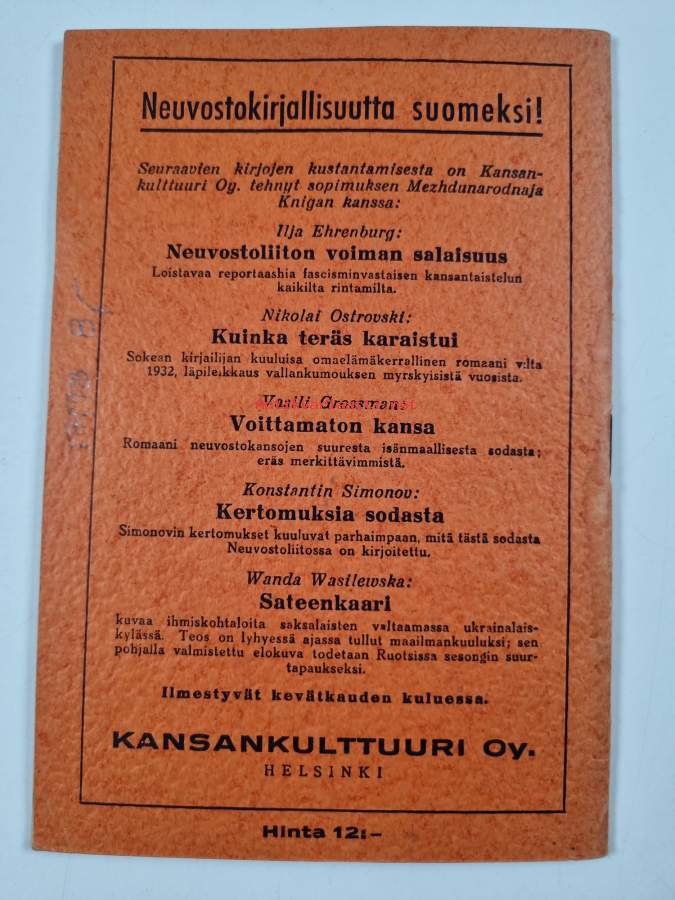 Neuvostokirjallisuutta suomeksi!
Seuraavien kirjojen kustantamisesta on Kansan-
kulttuuri Oy. tehnyt sopimuksen Mezhdunarodnaja
Knigan kanssa:
Ilja Ehrenburg:
Neuvostoliiton voiman salaisuus
Loistavaa reportaashia fascisminvastaisen kansantaistelun
kaikilta rintamilta.
Nikolai Ostrovski:
Kuinka teräs karaistui
Sokean kirjailijan kuuluisa omaelämäkerrallinen romaani v:lta
1932, läpileikkaus vallankumouksen myrskyisistä vuosista.
Vasili Grossman:
Voittamaton kansa
Romaani neuvostokansojen suuresta isänmaallisesta sodasta;
eräs merkittävimmistä.
Konstantin Simonov:
Kertomuksia sodasta
Simonovin kertomukset kuuluvat parhaimpaan, mitä tästä sodasta
Neuvostoliitossa on kirjoitettu.
Wanda Wasilewska:
Sateenkaari
kuvaa ihmiskohtaloita saksalaisten valtaamassa ukrainalais-
kylässä. Teos on lyhyessä ajassa tullut maailmankuuluksi; sen
pohjalla valmistettu elokuva todetaan Ruotsissa sesongin suur-
tapaukseksi.
Ilmestyvät kevätkauden kuluessa.
KANSANKULTTUURI Oy.
HELSINKI
Hinta 12:-